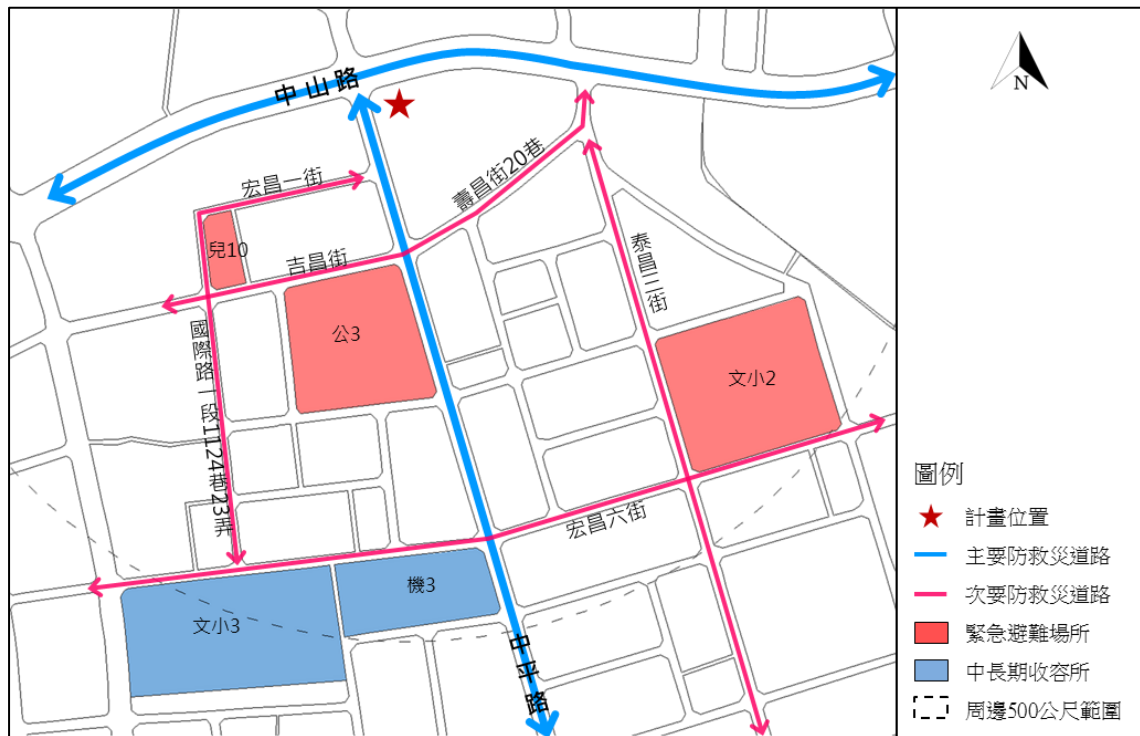 中山路
N
宏昌一街
壽昌街20巷
兒10
吉昌街
泰昌三街
公3
國際路一段1124巷23弄
文小2
宏昌六街
機3
文小3
中平路
圖例
計畫位置
主要防救災道路
次要防救災道路
緊急避難場所
中長期收容所
周邊500公尺範圍